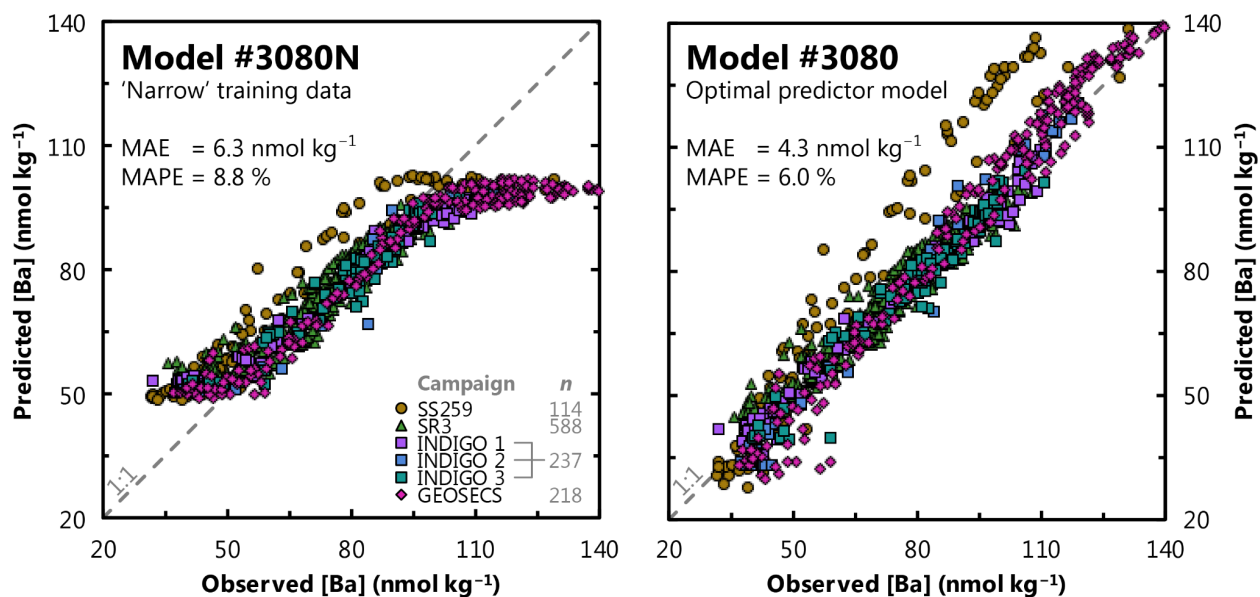 Model #3080N
'Narrow' training data
MAE = 6.3 nmol kg⁻¹
MAPE = 8.8 %
Predicted [Ba] (nmol kg⁻¹)
140
110
80
50
20
1:1
Campaign n
SS259 114
SR3 588
INDIGO 1
INDIGO 2 237
INDIGO 3
GEOSECS 218
20 50 80 110 140
Observed [Ba] (nmol kg⁻¹)
Model #3080
Optimal predictor model
MAE = 4.3 nmol kg⁻¹
MAPE = 6.0 %
1:1
140
110
80
50
20
Predicted [Ba] (nmol kg⁻¹)
20 50 80 110 140
Observed [Ba] (nmol kg⁻¹)